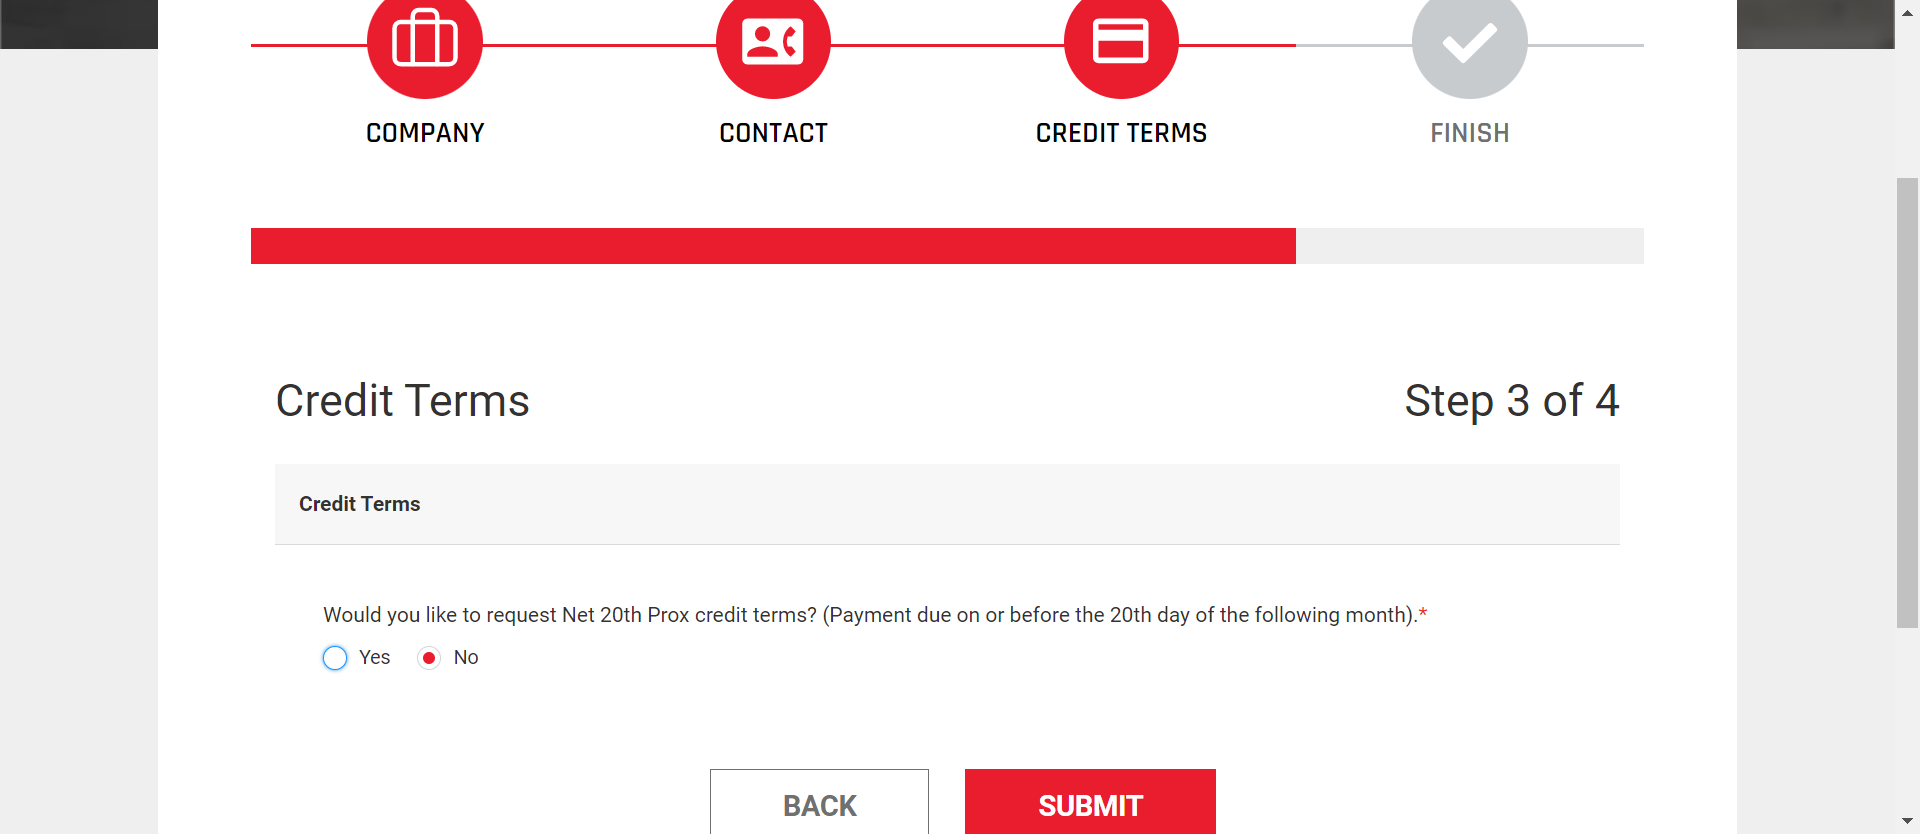 COMPANY CONTACT CREDIT TERMS FINISH
Credit Terms Step 3 of 4
Credit Terms
Would you like to request Net 20th Prox credit terms? (Payment due on or before the 20th day of the following month).*
Yes No
BACK SUBMIT